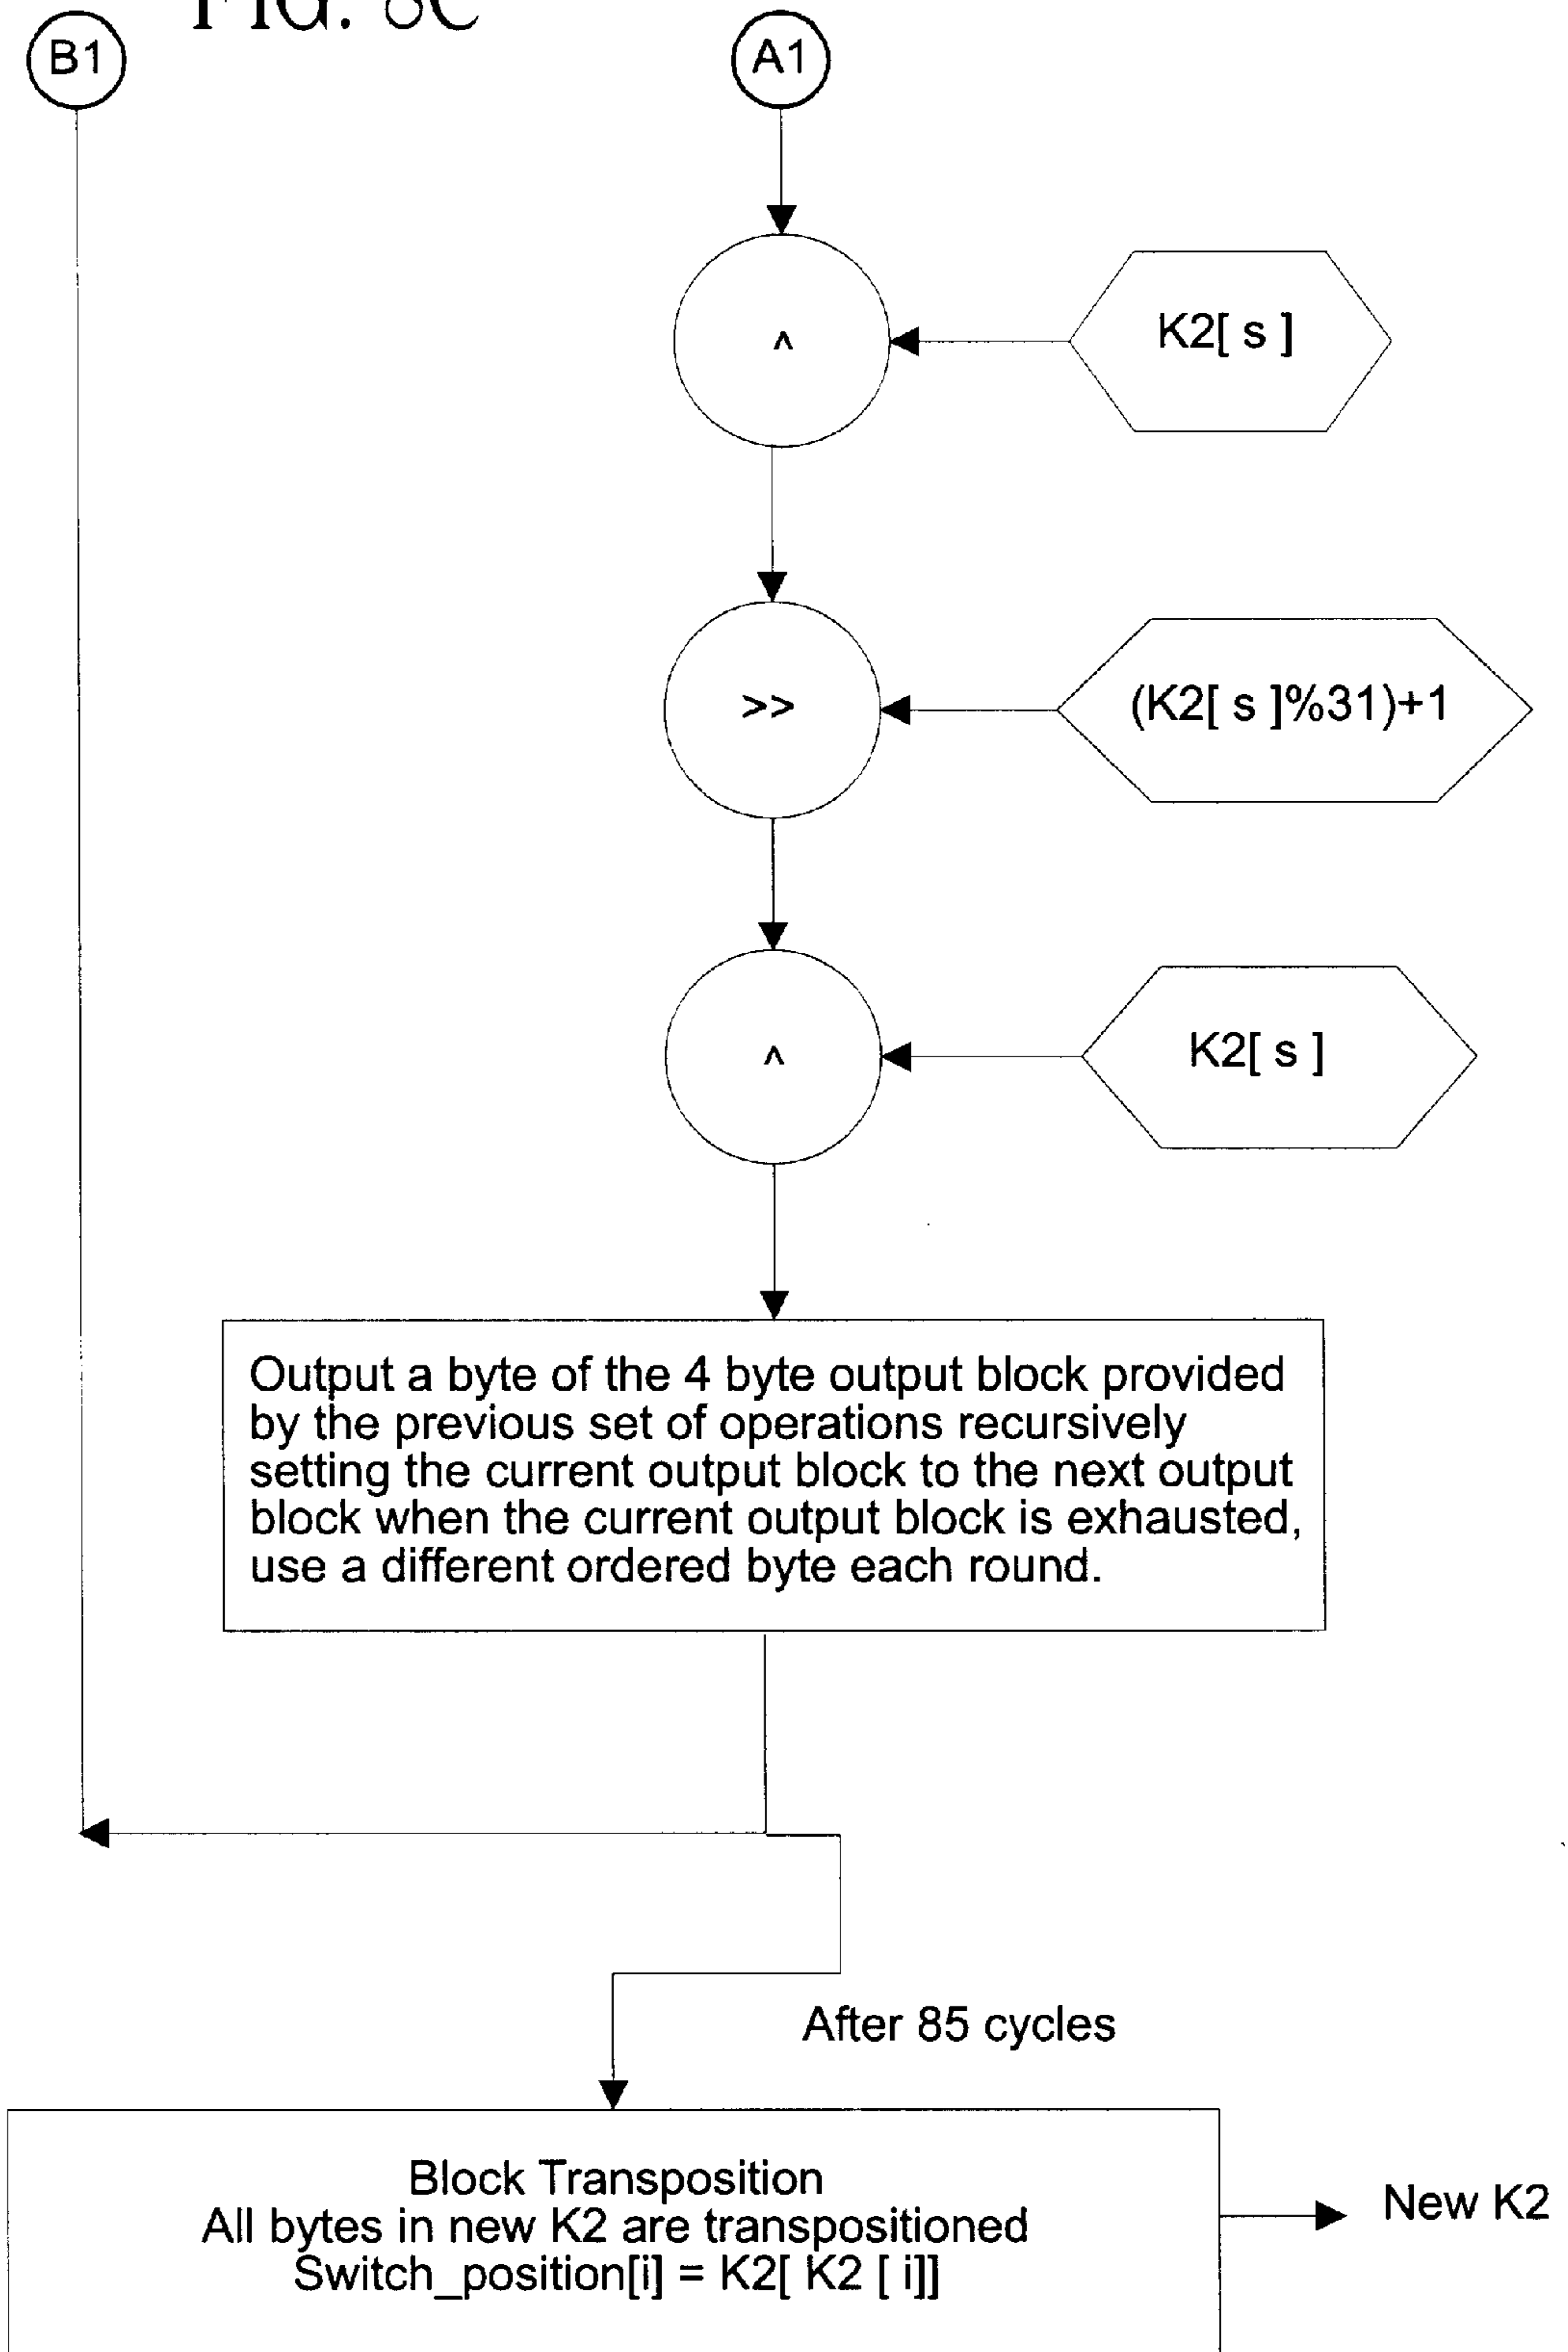 FIG. 8C
B1
A1
^
K2[ s ]
>>
(K2[ s ]%31)+1
^
K2[ s ]
Output a byte of the 4 byte output block provided
by the previous set of operations recursively
setting the current output block to the next output
block when the current output block is exhausted,
use a different ordered byte each round.
After 85 cycles
Block Transposition
All bytes in new K2 are transpositioned
Switch_position[i] = K2[ K2 [ i]]
New K2